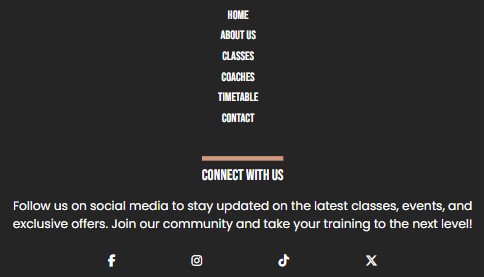 HOME
ABOUT US
CLASSES
COACHES
TIMETABLE
CONTACT
CONNECT WITH US
Follow us on social media to stay updated on the latest classes, events, and
exclusive offers. Join our community and take your training to the next level!